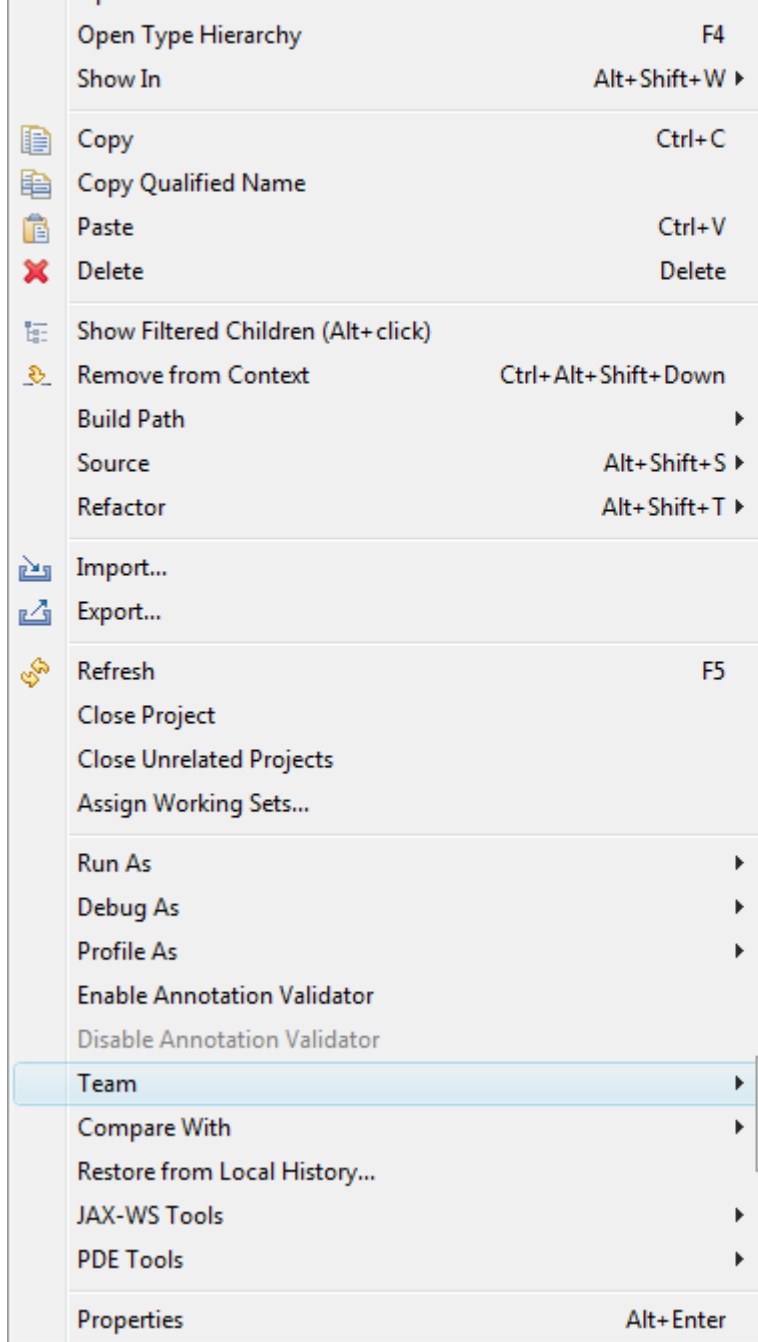 Open Type Hierarchy F4
Show In Alt+Shift+W
Copy Ctrl+C
Copy Qualified Name
Paste Ctrl+V
Delete Delete
Show Filtered Children (Alt+click)
Remove from Context Ctrl+Alt+Shift+Down
Build Path
Source Alt+Shift+S
Refactor Alt+Shift+T
Import...
Export...
Refresh F5
Close Project
Close Unrelated Projects
Assign Working Sets...
Run As
Debug As
Profile As
Enable Annotation Validator
Disable Annotation Validator
Team
Compare With
Restore from Local History...
JAX-WS Tools
PDE Tools
Properties Alt+Enter